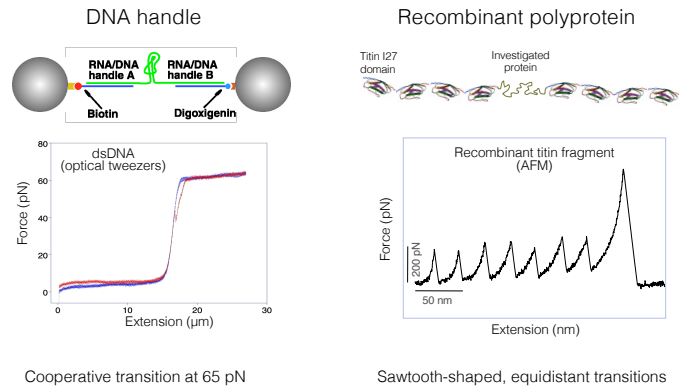 DNA handle
RNA/DNA
handle A
RNA/DNA
handle B
Biotin
Digoxigenin
dsDNA
(optical tweezers)
Force (pN)
80
60
40
20
0
0
10
20
30
Extension (μm)
Cooperative transition at 65 pN
Recombinant polyprotein
Titin I27
domain
Investigated
protein
Recombinant titin fragment
(AFM)
Force (pN)
200 pN
50 nm
Extension (nm)
Sawtooth-shaped, equidistant transitions